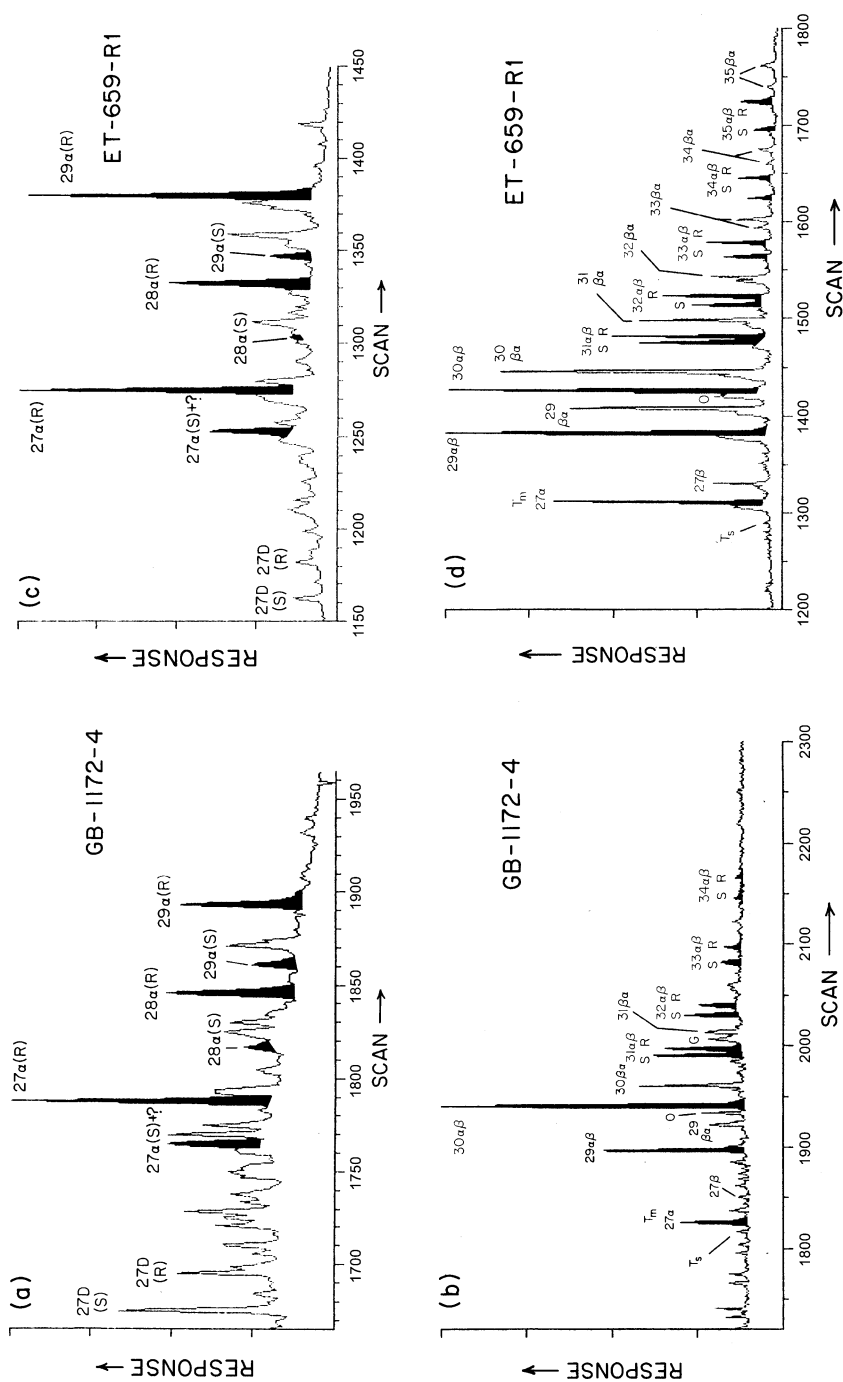 (a)
GB-1172-4
27D
(S)
27D
(R)
27α(S)+?
27α(R)
28α(S)
28α(R)
29α(S)
29α(R)
1700
1750
1800
1850
1900
1950
SCAN →
RESPONSE →
(b)
GB-1172-4
Ts
Tm
27α
27β
29αβ
29
βα
O
30αβ
30βα
31αβ
S R
G
31βα
32αβ
S R
33αβ
S R
34αβ
S R
1800
1900
2000
2100
2200
2300
SCAN →
RESPONSE →
(c)
ET-659-R1
27D
(S)
27D
(R)
27α(S)+?
27α(R)
28α(S)
28α(R)
29α(S)
29α(R)
1150
1200
1250
1300
1350
1400
1450
SCAN →
RESPONSE →
(d)
ET-659-R1
Ts
Tm
27α
27β
29αβ
29
βα
O
30αβ
30
βα
31αβ
S R
31
βα
32αβ
S R
32βα
33αβ
S R
33βα
34αβ
S R
34βα
35αβ
S R
35βα
1200
1300
1400
1500
1600
1700
1800
SCAN →
RESPONSE →